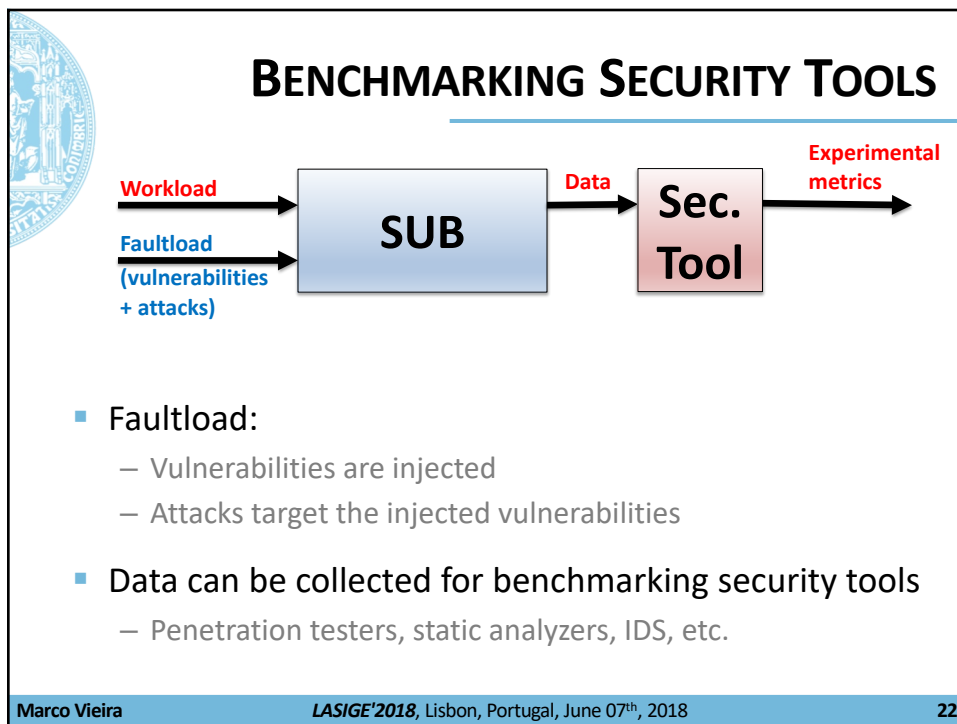 BENCHMARKING SECURITY TOOLS
Workload
Faultload
(vulnerabilities
+ attacks)
SUB
Data
Sec.
Tool
Experimental
metrics
▪ Faultload:
– Vulnerabilities are injected
– Attacks target the injected vulnerabilities
▪ Data can be collected for benchmarking security tools
– Penetration testers, static analyzers, IDS, etc.
Marco Vieira LASIGE'2018, Lisbon, Portugal, June 07th, 2018 22